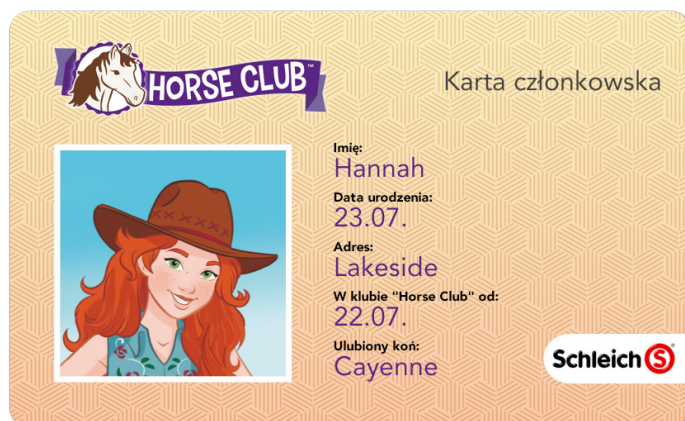 HORSE CLUB™
Karta członkowska
Imię:
Hannah
Data urodzenia:
23.07.
Adres:
Lakeside
W klubie "Horse Club" od:
22.07.
Ulubiony koń:
Cayenne
Schleich S®